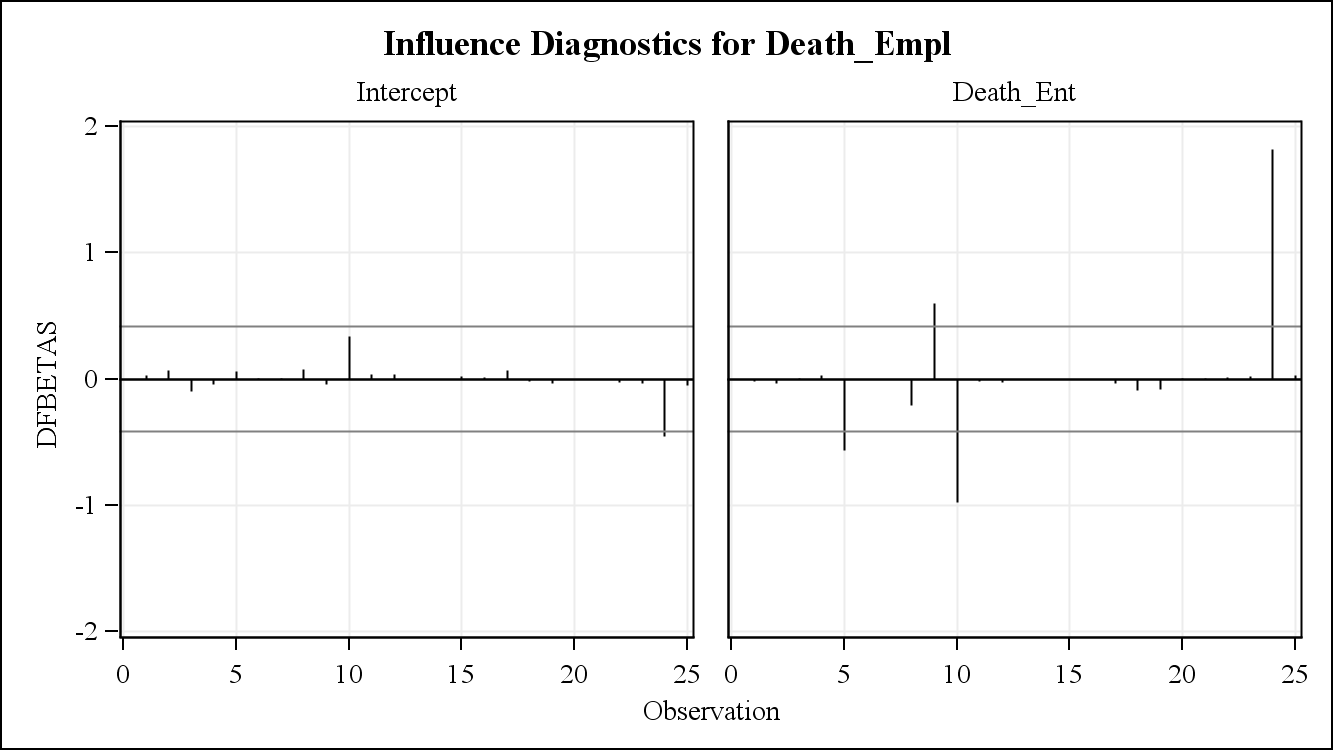 Influence Diagnostics for Death_Empl
Intercept
Death_Ent
DFBETAS
2
1
0
-1
-2
0 5 10 15 20 25
0 5 10 15 20 25
Observation